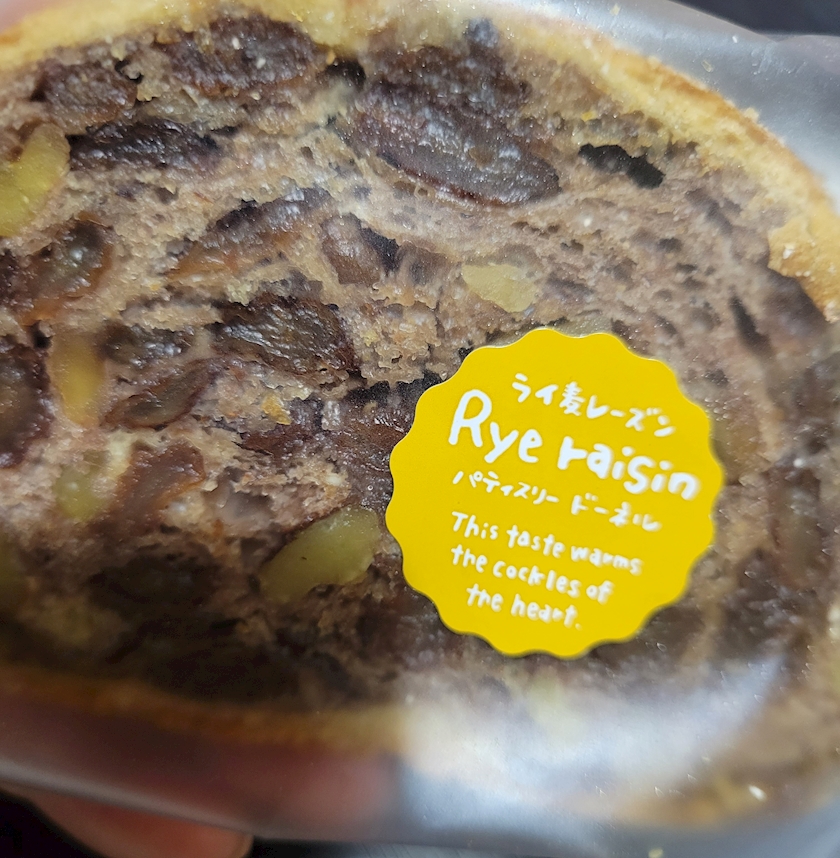 ライ麦レーズン
Rye raisin
パティスリー ドーネル
This taste warms
the cockles of
the heart.